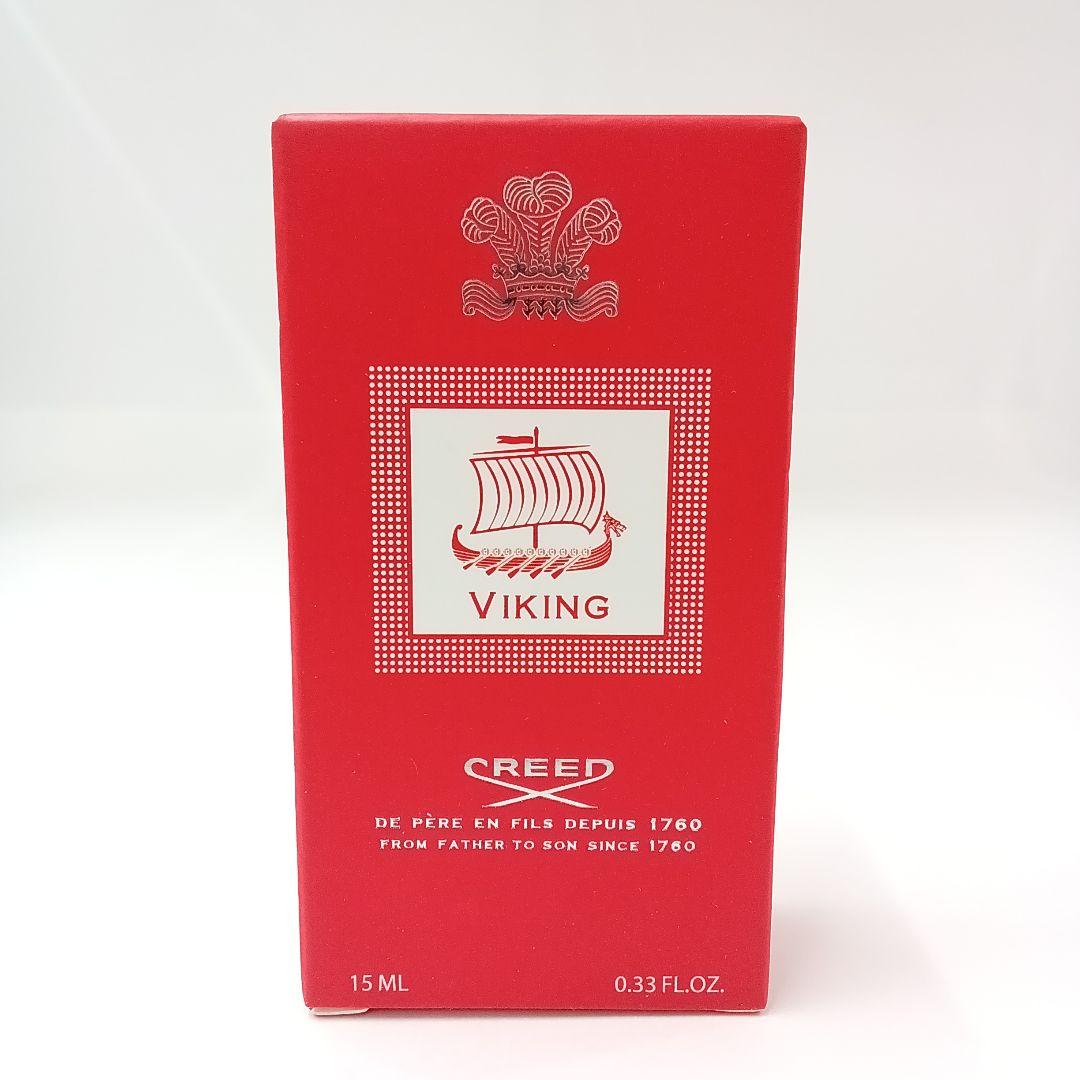 VIKING
CREED
DE PÈRE EN FILS DEPUIS 1760
FROM FATHER TO SON SINCE 1760
15 ML
0.33 FL.OZ.